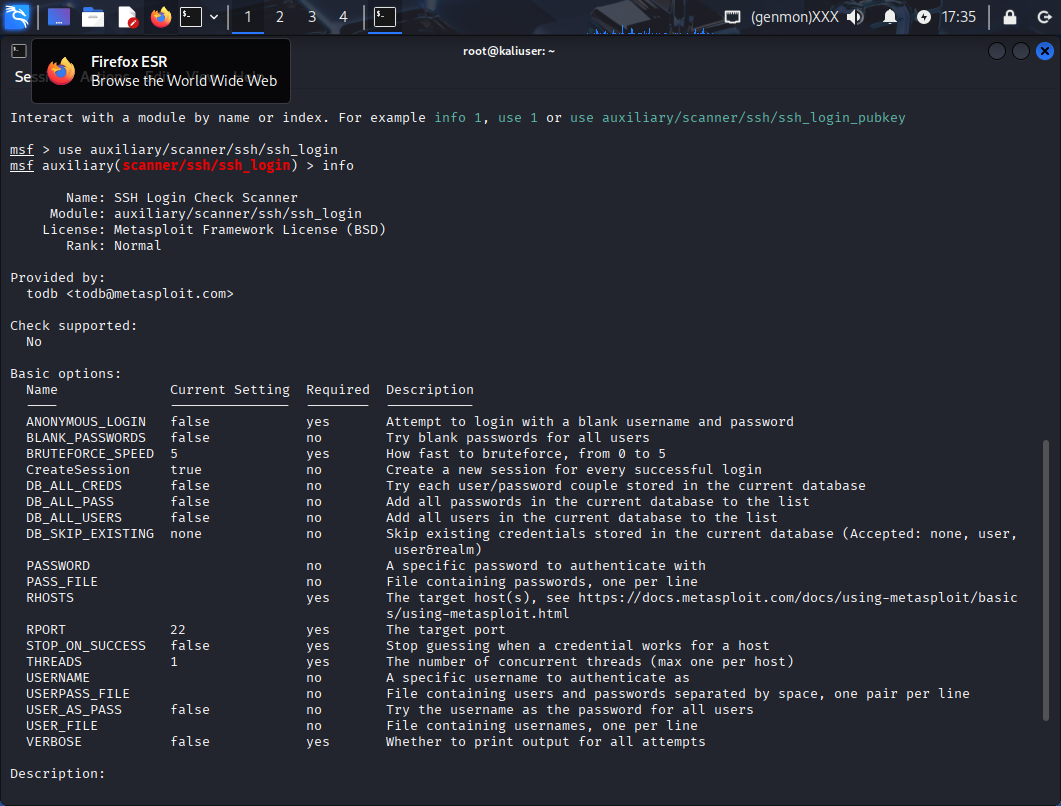 1 2 3 4 (genmon)XXX 17:35
root@kaliuser: ~
Firefox ESR
Browse the World Wide Web
Session Actions Edit View Help
Interact with a module by name or index. For example info 1, use 1 or use auxiliary/scanner/ssh/ssh_login_pubkey
msf > use auxiliary/scanner/ssh/ssh_login
msf auxiliary(scanner/ssh/ssh_login) > info
Name: SSH Login Check Scanner
Module: auxiliary/scanner/ssh/ssh_login
License: Metasploit Framework License (BSD)
Rank: Normal
Provided by:
todb <todb@metasploit.com>
Check supported:
No
Basic options:
Name Current Setting Required Description
ANONYMOUS_LOGIN false yes Attempt to login with a blank username and password
BLANK_PASSWORDS false no Try blank passwords for all users
BRUTEFORCE_SPEED 5 yes How fast to bruteforce, from 0 to 5
CreateSession true no Create a new session for every successful login
DB_ALL_CREDS false no Try each user/password couple stored in the current database
DB_ALL_PASS false no Add all passwords in the current database to the list
DB_ALL_USERS false no Add all users in the current database to the list
DB_SKIP_EXISTING none no Skip existing credentials stored in the current database (Accepted: none, user,
user&realm)
PASSWORD no A specific password to authenticate with
PASS_FILE no File containing passwords, one per line
RHOSTS yes The target host(s), see https://docs.metasploit.com/docs/using-metasploit/basic
s/using-metasploit.html
RPORT 22 yes The target port
STOP_ON_SUCCESS false yes Stop guessing when a credential works for a host
THREADS 1 yes The number of concurrent threads (max one per host)
USERNAME no A specific username to authenticate as
USERPASS_FILE no File containing users and passwords separated by space, one pair per line
USER_AS_PASS false no Try the username as the password for all users
USER_FILE no File containing usernames, one per line
VERBOSE false yes Whether to print output for all attempts
Description: